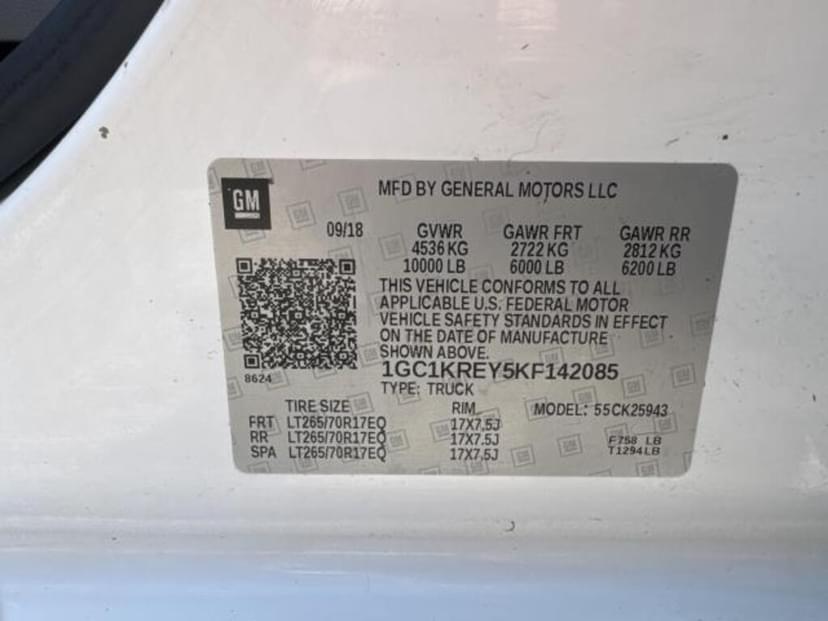 GM
MFD BY GENERAL MOTORS LLC
09/18 GVWR GAWR FRT GAWR RR
4536 KG 2722 KG 2812 KG
10000 LB 6000 LB 6200 LB
THIS VEHICLE CONFORMS TO ALL
APPLICABLE U.S. FEDERAL MOTOR
VEHICLE SAFETY STANDARDS IN EFFECT
ON THE DATE OF MANUFACTURE
SHOWN ABOVE.
8624
1GC1KREY5KF142085
TYPE: TRUCK
TIRE SIZE RIM MODEL: 55CK25943
FRT LT265/70R17EQ 17X7,5J
RR LT265/70R17EQ 17X7,5J F758 LB
SPA LT265/70R17EQ 17X7,5J T1294LB